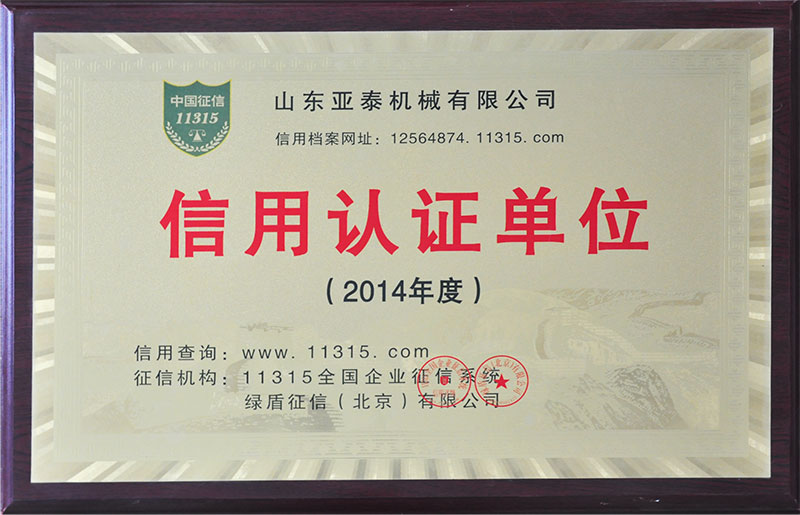 中国征信
11315
山东亚泰机械有限公司
信用档案网址：12564874.11315.com
信用认证单位
（2014年度）
信用查询：www.11315.com
征信机构：11315全国企业征信系统
绿盾征信（北京）有限公司